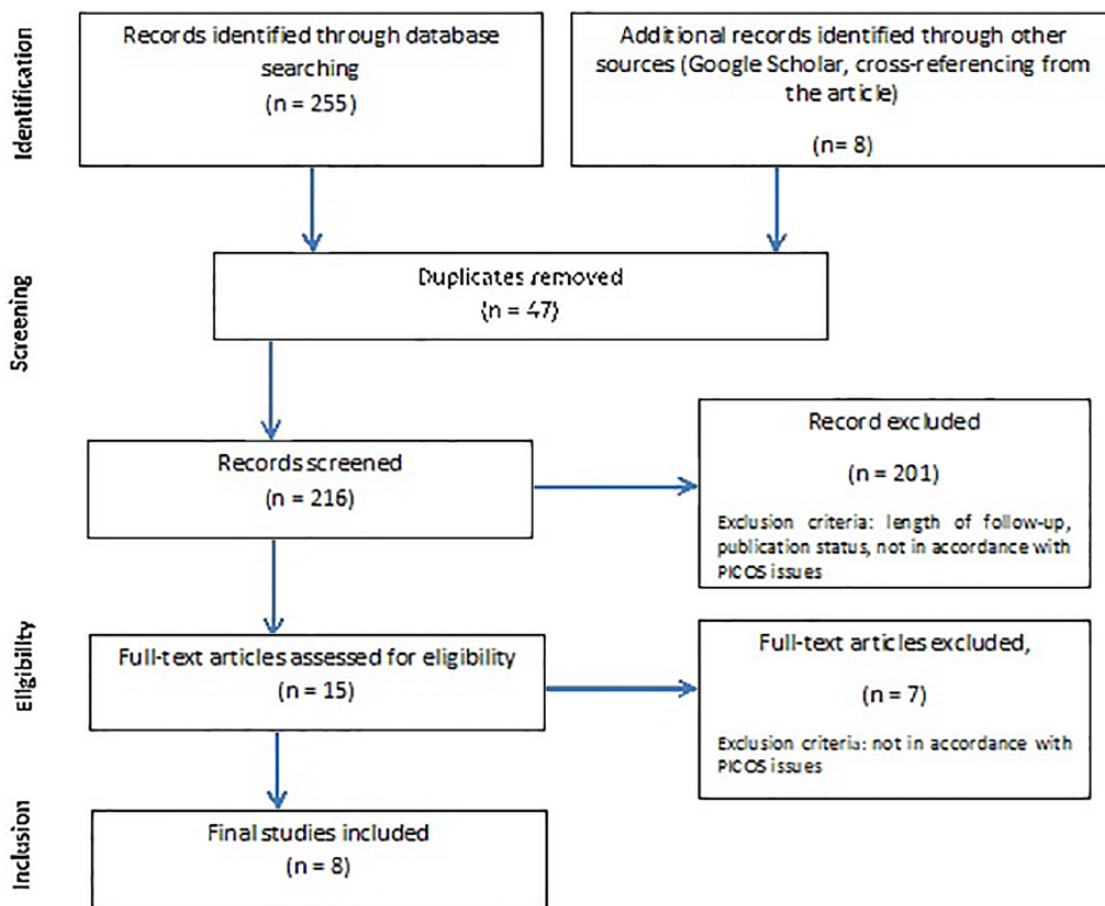 Identification
Records identified through database
searching
(n = 255)
Additional records identified through other
sources (Google Scholar, cross-referencing from
the article)
(n= 8)
Screening
Duplicates removed
(n = 47)
Records screened
(n = 216)
Record excluded
(n = 201)
Exclusion criteria: length of follow-up,
publication status, not in accordance with
PICOS issues
Eligibility
Full-text articles assessed for eligibility
(n = 15)
Full-text articles excluded,
(n = 7)
Exclusion criteria: not in accordance with
PICOS issues
Inclusion
Final studies included
(n = 8)